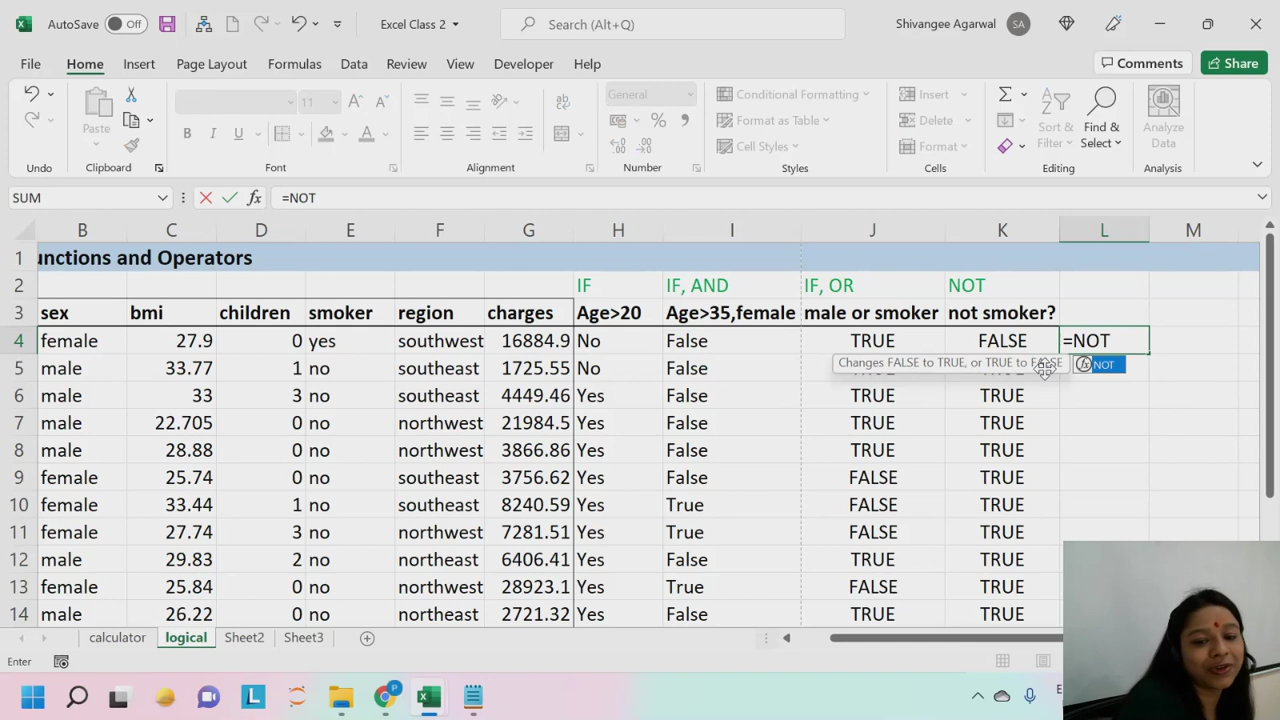 AutoSave Off Excel Class 2 Search (Alt+Q) Shivangee Agarwal SA
File Home Insert Page Layout Formulas Data Review View Developer Help Comments Share
11 General Conditional Formatting Insert
Paste B I U Format as Table Delete Sort & Filter Find & Select Analyze Data
Cell Styles Format
Undo Clipboard Font Alignment Number Styles Cells Editing Analysis
SUM fx =NOT
B C D E F G H I J K L M
1 unctions and Operators
2 IF IF, AND IF, OR NOT
3 sex bmi children smoker region charges Age>20 Age>35,female male or smoker not smoker?
4 female 27.9 0 yes southwest 16884.9 No False TRUE FALSE =NOT
Changes FALSE to TRUE, or TRUE to FALSE NOT
5 male 33.77 1 no southeast 1725.55 No False
6 male 33 3 no southeast 4449.46 Yes False TRUE TRUE
7 male 22.705 0 no northwest 21984.5 Yes False TRUE TRUE
8 male 28.88 0 no northwest 3866.86 Yes False TRUE TRUE
9 female 25.74 0 no southeast 3756.62 Yes False FALSE TRUE
10 female 33.44 1 no southeast 8240.59 Yes True FALSE TRUE
11 female 27.74 3 no northwest 7281.51 Yes True FALSE TRUE
12 male 29.83 2 no northeast 6406.41 Yes False TRUE TRUE
13 female 25.84 0 no northwest 28923.1 Yes True FALSE TRUE
14 male 26.22 0 no northeast 2721.32 Yes False TRUE TRUE
calculator logical Sheet2 Sheet3
Enter